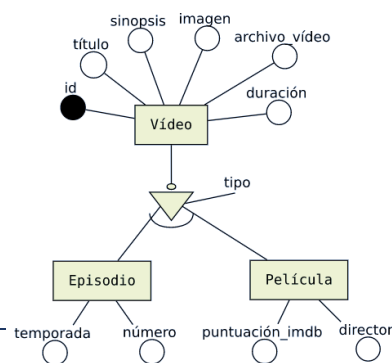 sinopsis imagen
título archivo_vídeo
id duración
Vídeo
tipo
Episodio Película
temporada número puntuación_imdb director